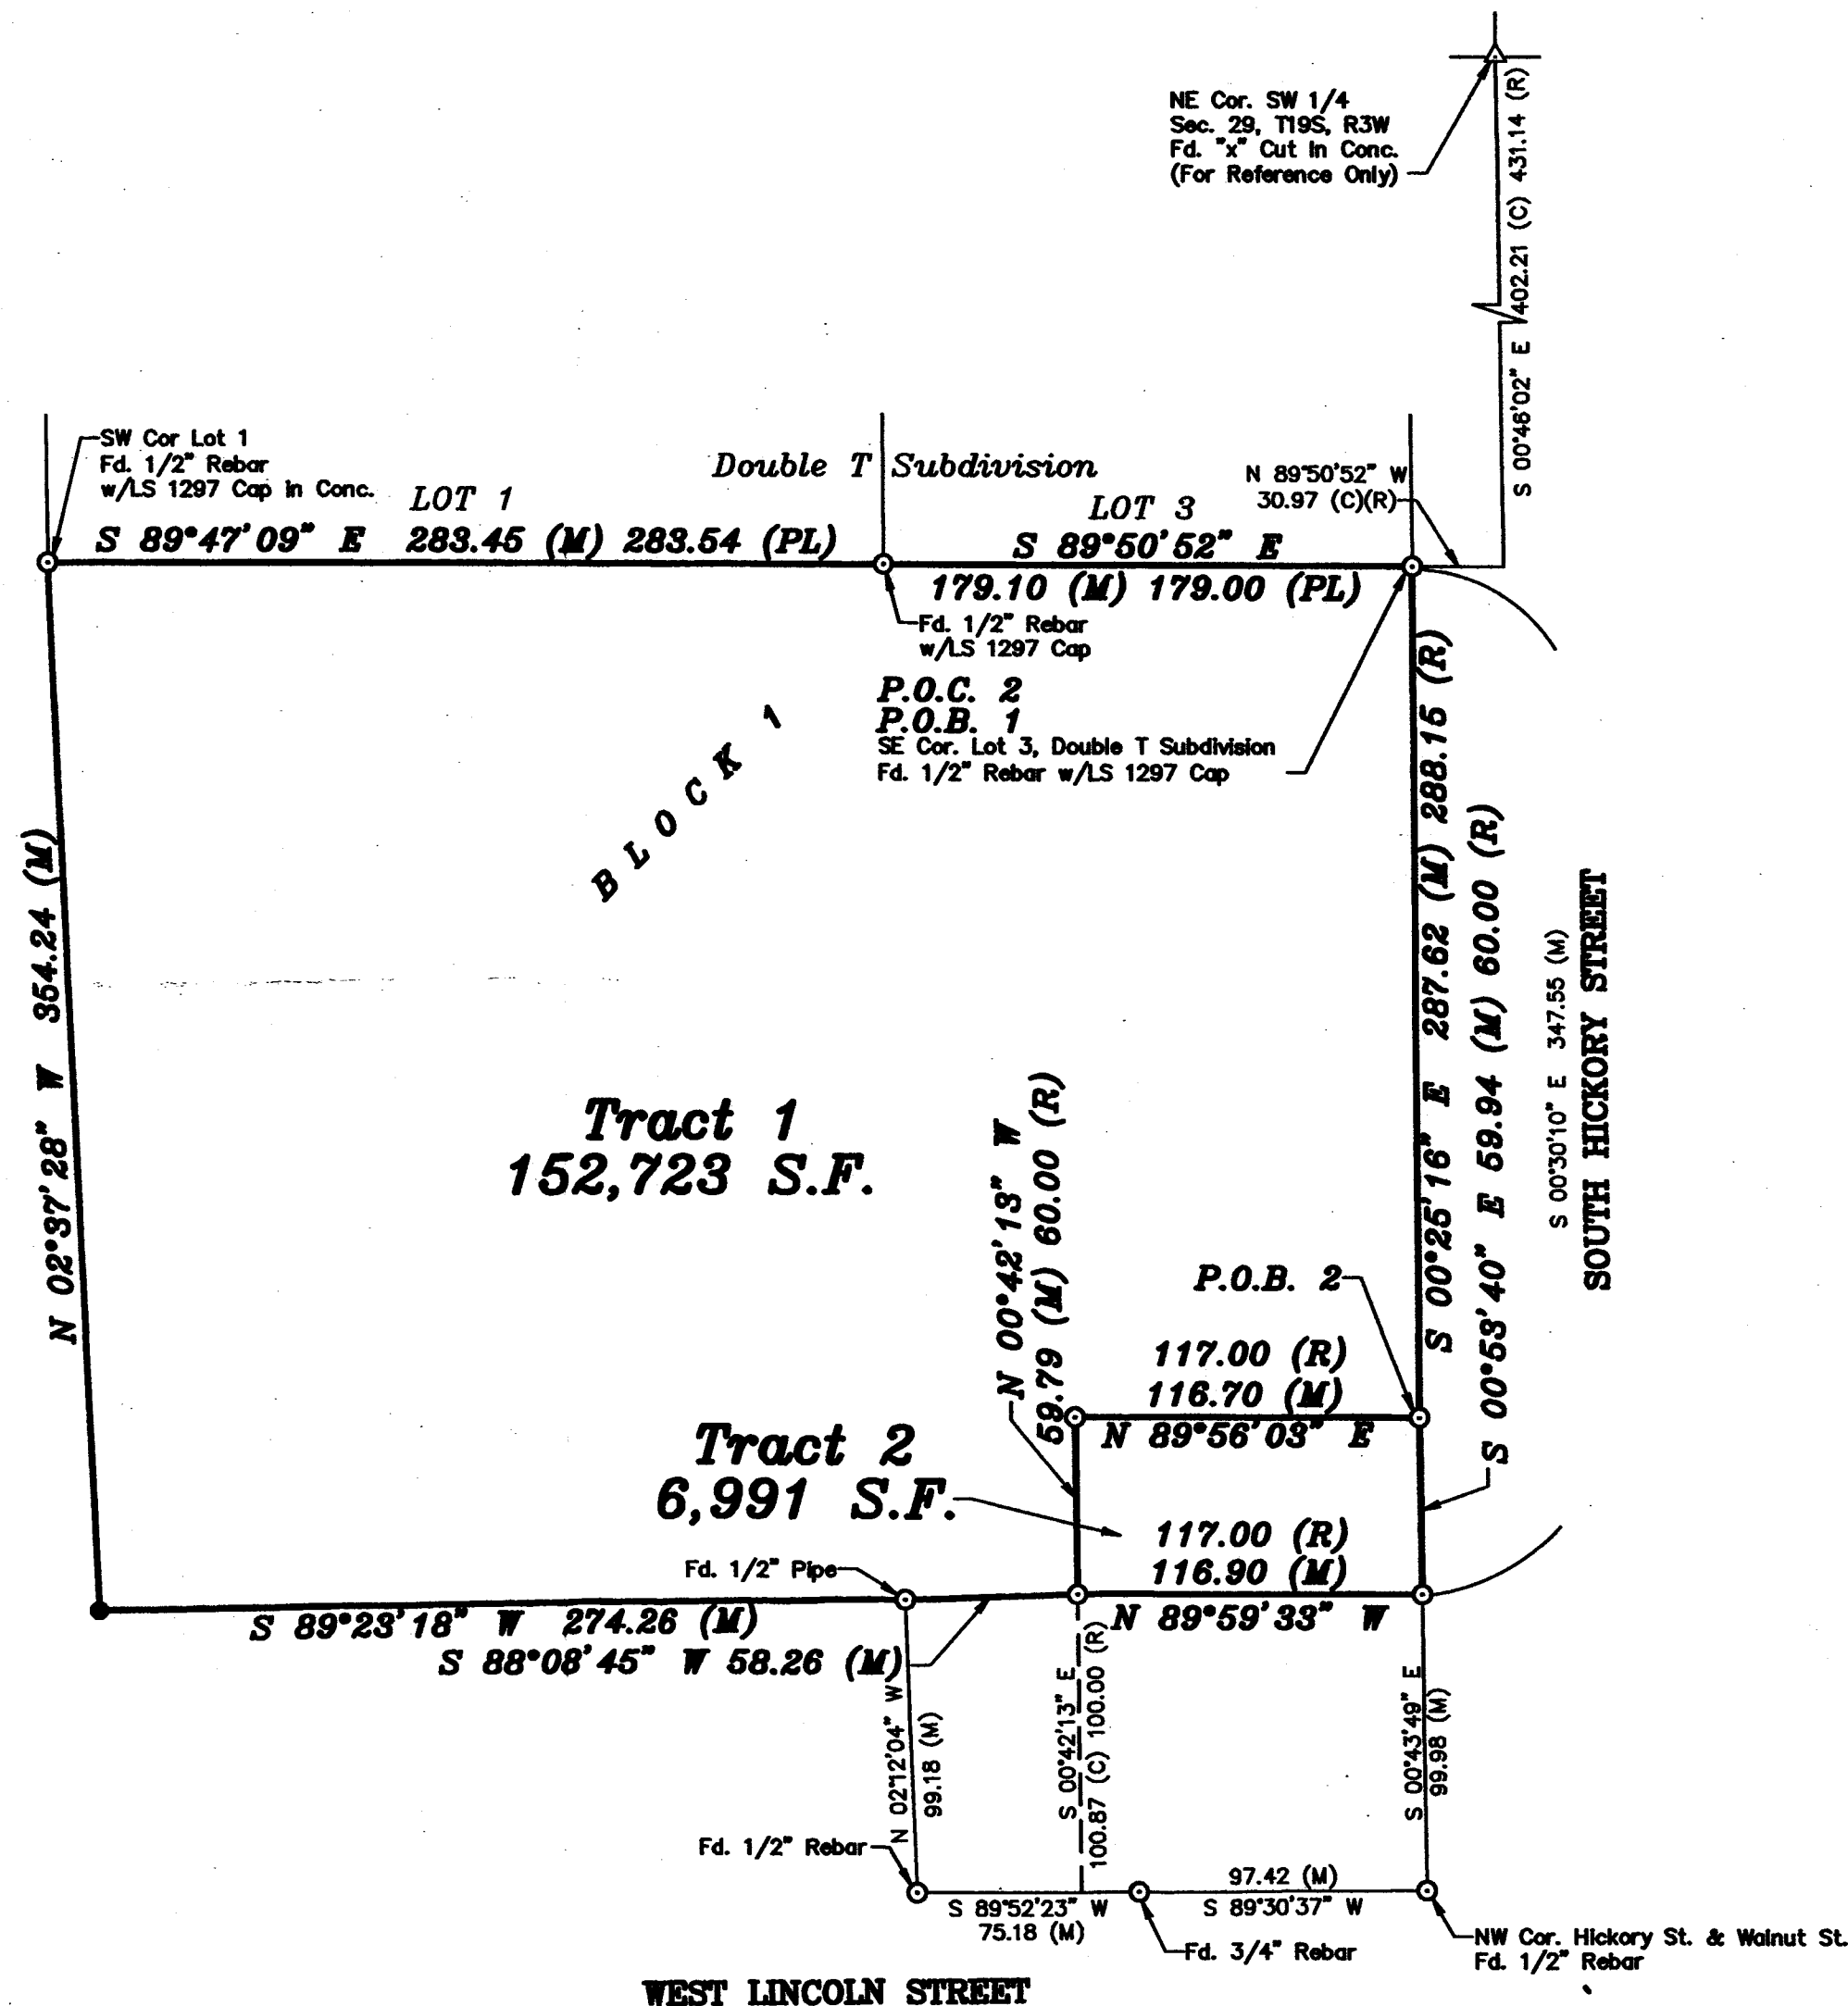 NE Cor. SW 1/4
Sec. 29, T19S, R3W
Fd. "x" Cut in Conc.
(For Reference Only)
S 00°46'02" E 402.21 (C) 431.14 (R)
SW Cor Lot 1
Fd. 1/2" Rebar
w/LS 1297 Cap in Conc.
Double T Subdivision
LOT 1
LOT 3
N 89°50'52" W
30.97 (C)(R)
S 89°47'09" E 283.45 (M) 283.54 (PL)
S 89°50'52" E
179.10 (M) 179.00 (PL)
Fd. 1/2" Rebar
w/LS 1297 Cap
P.O.C. 2
P.O.B. 1
SE Cor. Lot 3, Double T Subdivision
Fd. 1/2" Rebar w/LS 1297 Cap
BLOCK 1
N 02°37'28" W 354.24 (M)
S 00°25'16" E 287.62 (M) 288.15 (R)
S 00°53'40" E 59.94 (M) 60.00 (R)
S 00°30'10" E 347.55 (M)
SOUTH HICKORY STREET
Tract 1
152,723 S.F.
N 00°42'13" W
59.79 (M) 60.00 (R)
P.O.B. 2
117.00 (R)
116.70 (M)
N 89°56'03" E
Tract 2
6,991 S.F.
117.00 (R)
116.90 (M)
N 89°59'33" W
Fd. 1/2" Pipe
S 89°23'18" W 274.26 (M)
S 88°08'45" W 58.26 (M)
N 02°12'04" W
99.18 (M)
S 00°42'13" E
100.87 (C) 100.00 (R)
S 00°43'49" E
99.98 (M)
Fd. 1/2" Rebar
S 89°52'23" W
75.18 (M)
97.42 (M)
S 89°30'37" W
Fd. 3/4" Rebar
NW Cor. Hickory St. & Walnut St.
Fd. 1/2" Rebar
WEST LINCOLN STREET